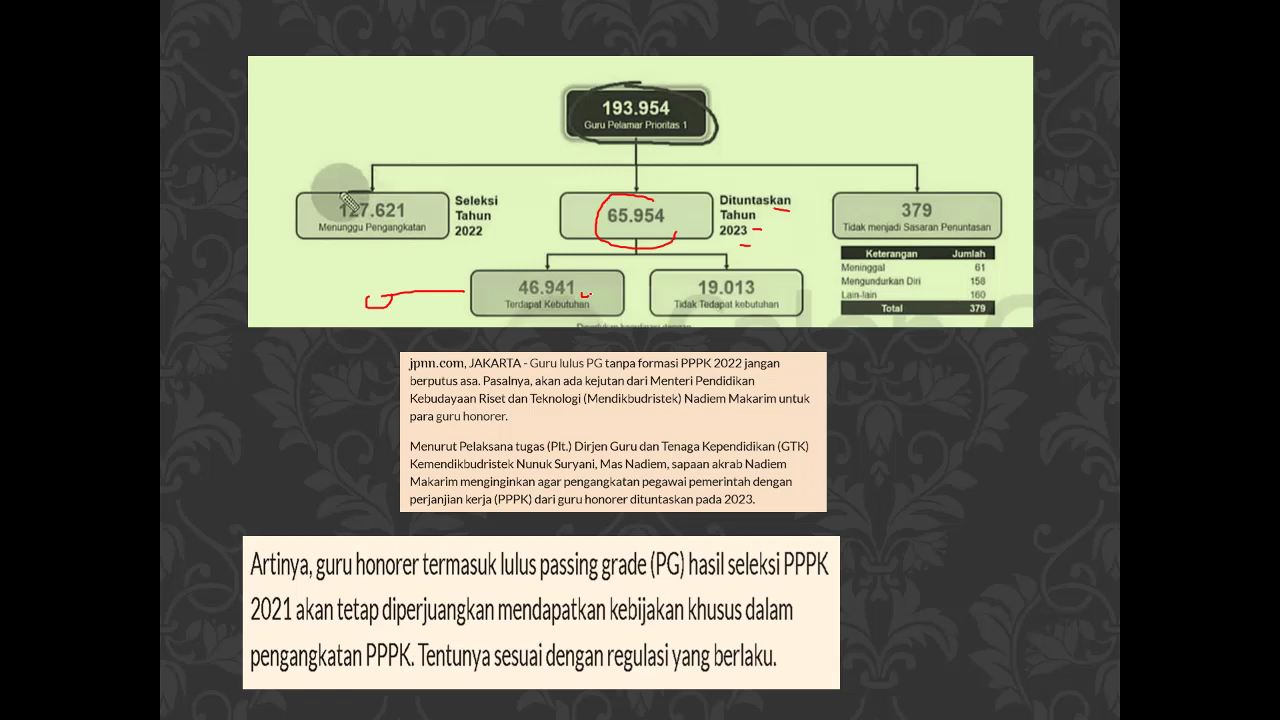 193.954
Guru Pelamar Prioritas 1
127.621
Menunggu Pengangkatan
Seleksi
Tahun
2022
65.954
Dituntaskan
Tahun
2023
379
Tidak menjadi Sasaran Penuntasan
46.941
Terdapat Kebutuhan
19.013
Tidak Tedapat kebutuhan
Keterangan Jumlah
Meninggal 61
Mengundurkan Diri 158
Lain-lain 160
Total 379
jpnn.com, JAKARTA - Guru lulus PG tanpa formasi PPPK 2022 jangan
berputus asa. Pasalnya, akan ada kejutan dari Menteri Pendidikan
Kebudayaan Riset dan Teknologi (Mendikbudristek) Nadiem Makarim untuk
para guru honorer.
Menurut Pelaksana tugas (Plt.) Dirjen Guru dan Tenaga Kependidikan (GTK)
Kemendikbudristek Nunuk Suryani, Mas Nadiem, sapaan akrab Nadiem
Makarim menginginkan agar pengangkatan pegawai pemerintah dengan
perjanjian kerja (PPPK) dari guru honorer dituntaskan pada 2023.
Artinya, guru honorer termasuk lulus passing grade (PG) hasil seleksi PPPK
2021 akan tetap diperjuangkan mendapatkan kebijakan khusus dalam
pengangkatan PPPK. Tentunya sesuai dengan regulasi yang berlaku.